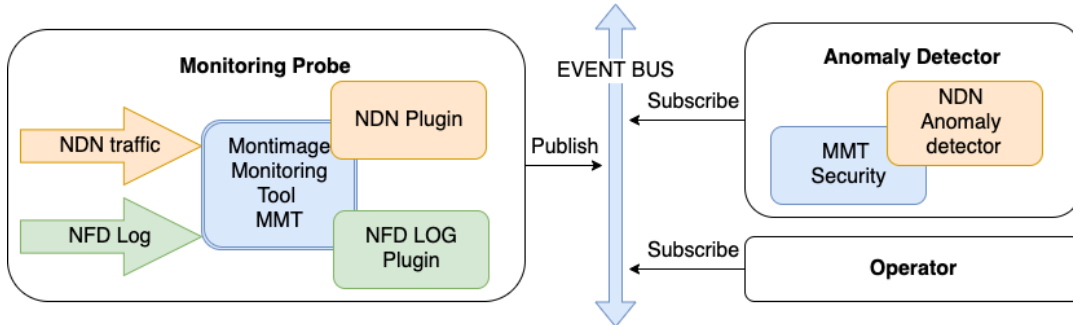 Monitoring Probe
NDN traffic
NFD Log
Montimage
Monitoring
Tool
MMT
NDN Plugin
NFD LOG
Plugin
Publish
EVENT BUS
Subscribe
Subscribe
Anomaly Detector
NDN
Anomaly
detector
MMT
Security
Operator